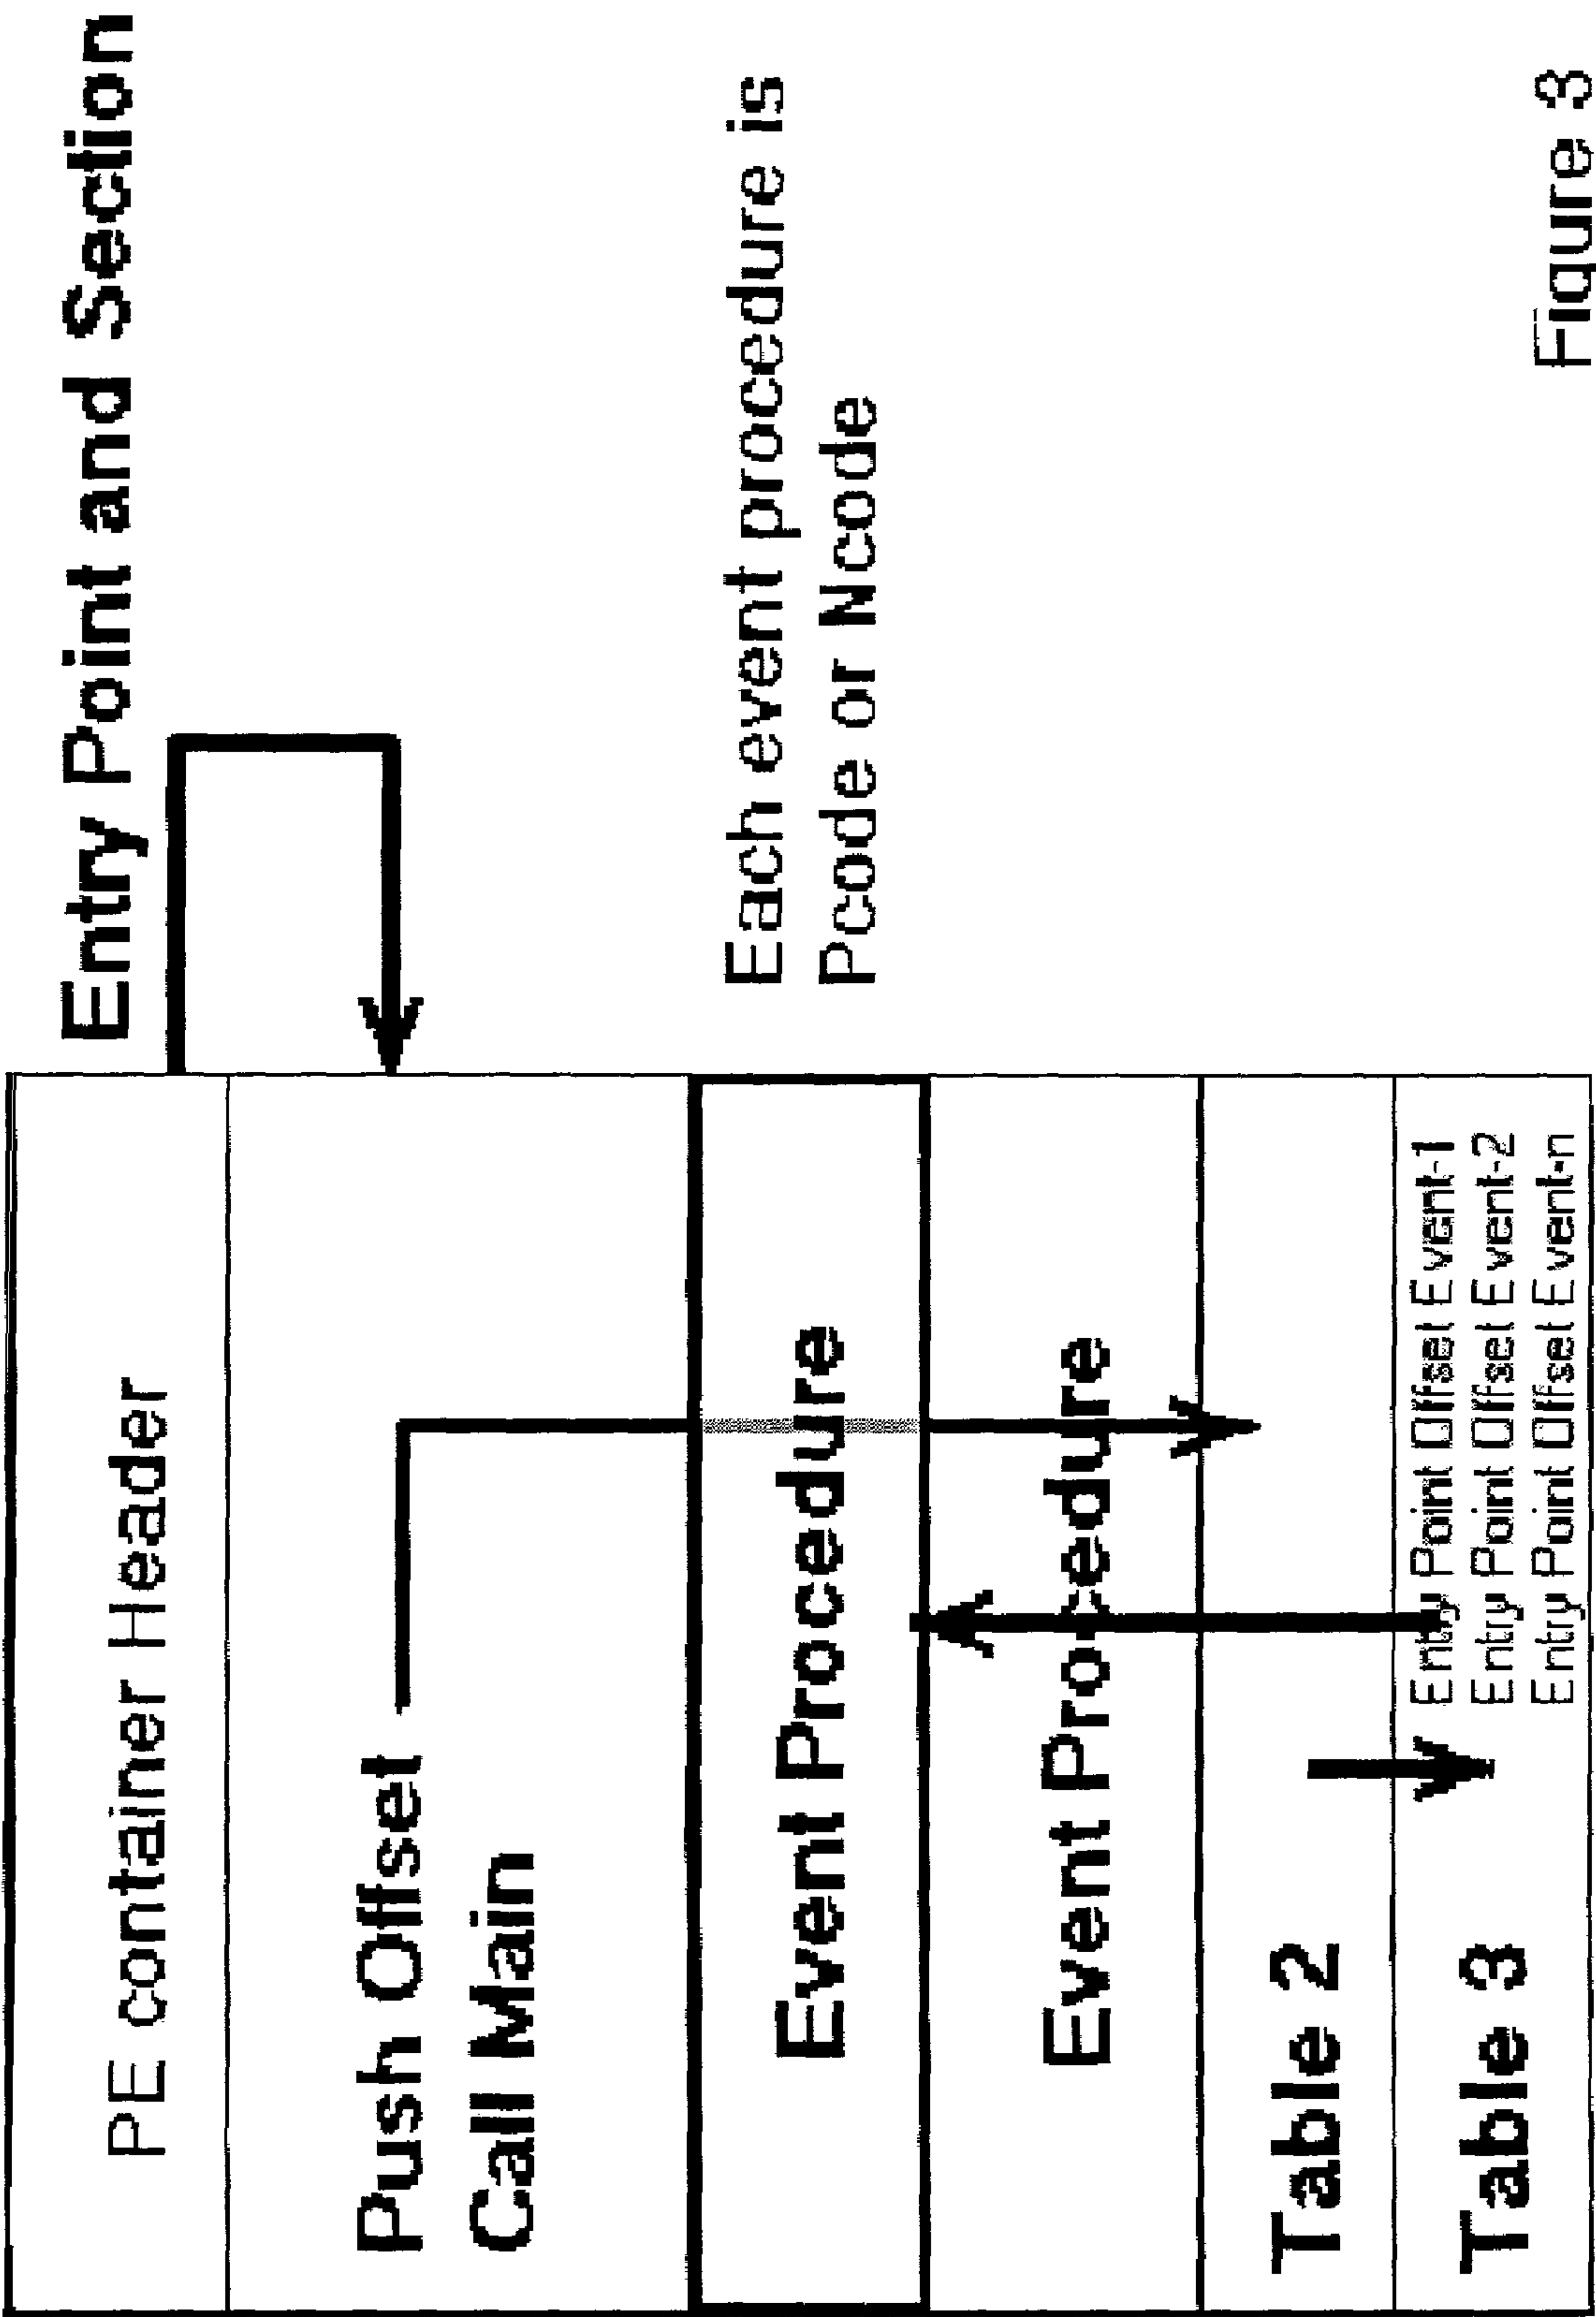 Entry Point and Section
PE container Header
Push Offset
Call Main
Each event procedure is
Pcode or Ncode
Event Procedure
Event Procedure
Table 2
Table 3
Entry Point Offset Event-1
Entry Point Offset Event-2
Entry Point Offset Event-n
Figure 3